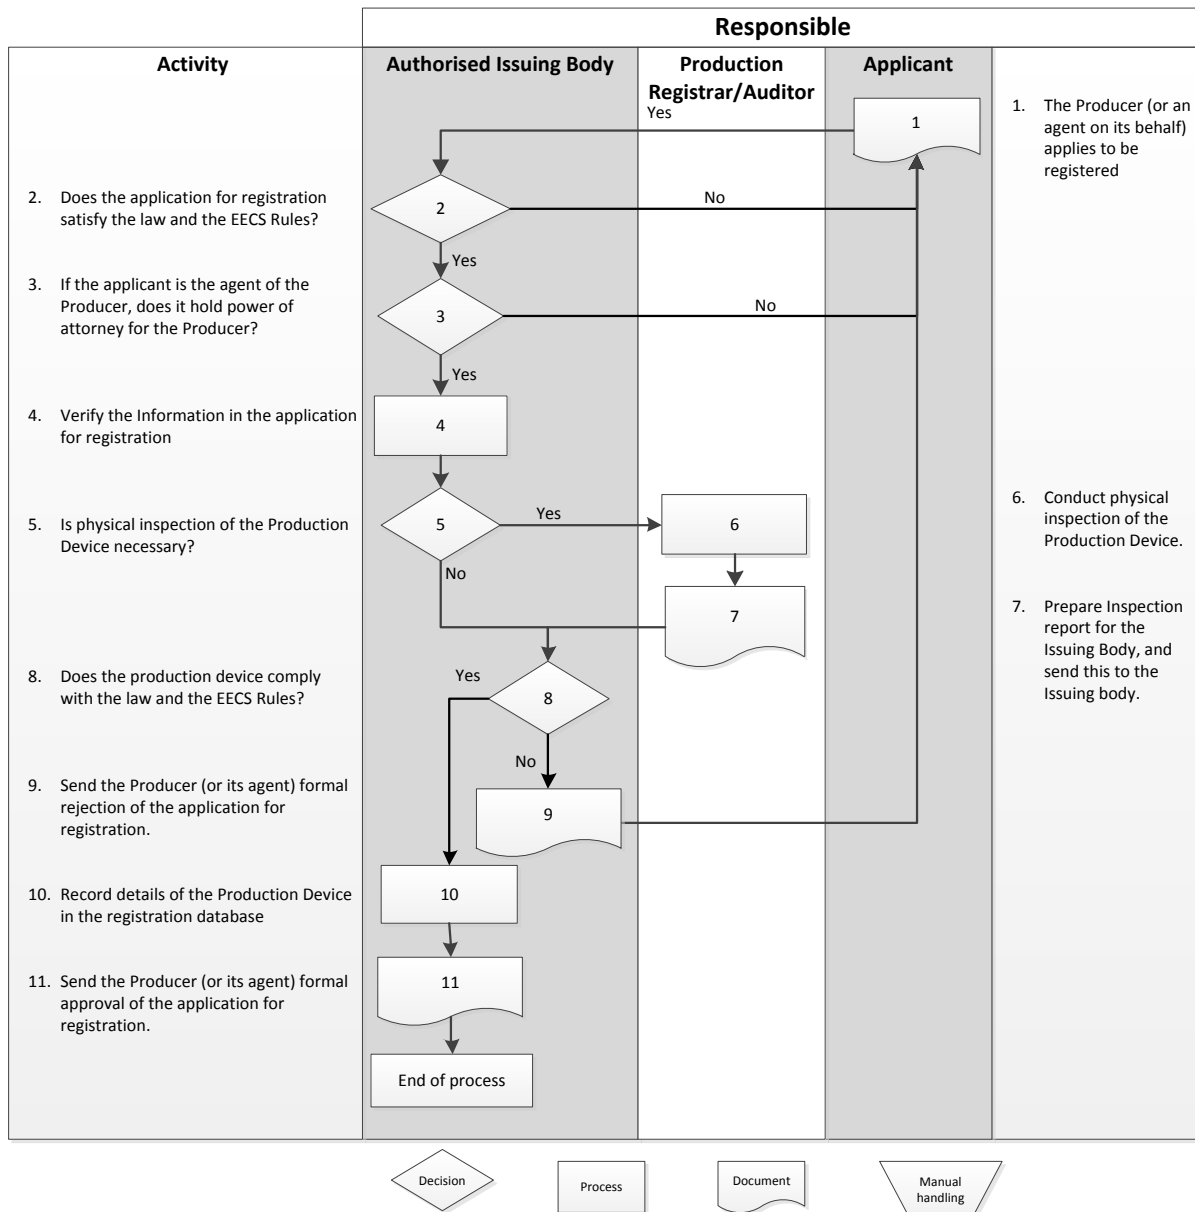 Responsible
Activity
Authorised Issuing Body
Production
Registrar/Auditor
Applicant
Yes
1
1. The Producer (or an
agent on its behalf)
applies to be
registered
2. Does the application for registration
satisfy the law and the EECS Rules?
2
No
Yes
3. If the applicant is the agent of the
Producer, does it hold power of
attorney for the Producer?
3
No
Yes
4. Verify the Information in the application
for registration
4
5. Is physical inspection of the Production
Device necessary?
5
Yes
No
6
6. Conduct physical
inspection of the
Production Device.
7
7. Prepare Inspection
report for the
Issuing Body, and
send this to the
Issuing body.
8. Does the production device comply
with the law and the EECS Rules?
Yes
8
No
9. Send the Producer (or its agent) formal
rejection of the application for
registration.
9
10. Record details of the Production Device
in the registration database
10
11. Send the Producer (or its agent) formal
approval of the application for
registration.
11
End of process
Decision
Process
Document
Manual
handling